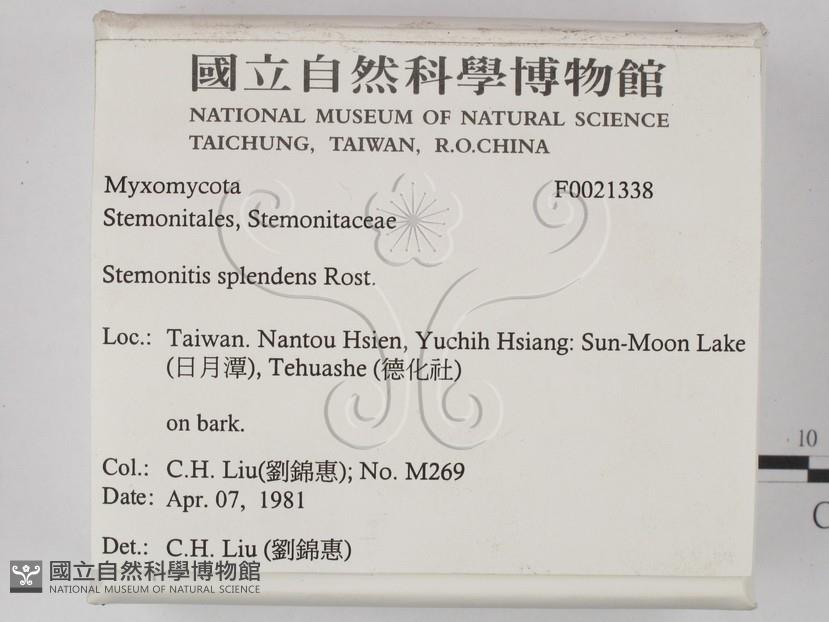 國立自然科學博物館
NATIONAL MUSEUM OF NATURAL SCIENCE
TAICHUNG, TAIWAN, R.O.CHINA
Myxomycota F0021338
Stemonitales, Stemonitaceae
Stemonitis splendens Rost.
Loc.: Taiwan. Nantou Hsien, Yuchih Hsiang: Sun-Moon Lake
(日月潭), Tehuashe (德化社)
on bark.
Col.: C.H. Liu(劉錦惠); No. M269
Date: Apr. 07, 1981
Det.: C.H. Liu (劉錦惠)
國立自然科學博物館
NATIONAL MUSEUM OF NATURAL SCIENCE
10